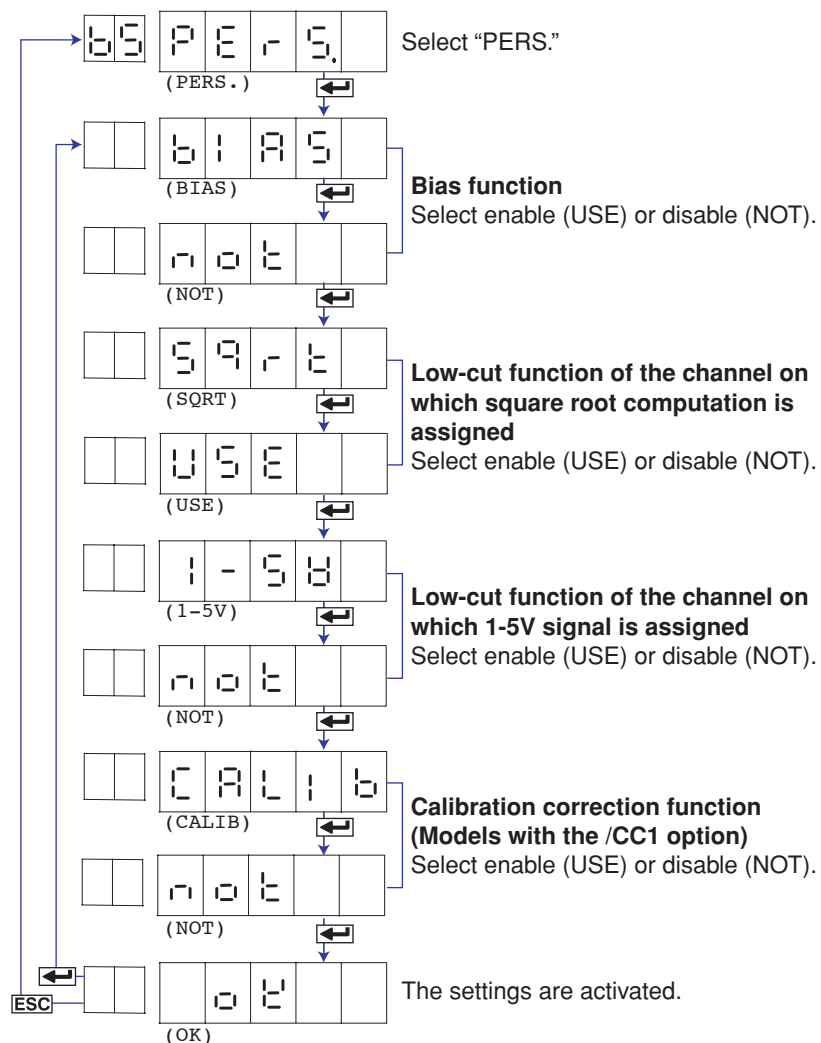 bS PErS. Select “PERS.”
(PERS.)
bIAS
(BIAS)
Bias function
Select enable (USE) or disable (NOT).
not
(NOT)
Sqrt
(SQRT)
Low-cut function of the channel on
which square root computation is
assigned
Select enable (USE) or disable (NOT).
USE
(USE)
1-5V
(1-5V)
Low-cut function of the channel on
which 1-5V signal is assigned
Select enable (USE) or disable (NOT).
not
(NOT)
CALIb
(CALIB)
Calibration correction function
(Models with the /CC1 option)
Select enable (USE) or disable (NOT).
not
(NOT)
ESC
oK The settings are activated.
(OK)